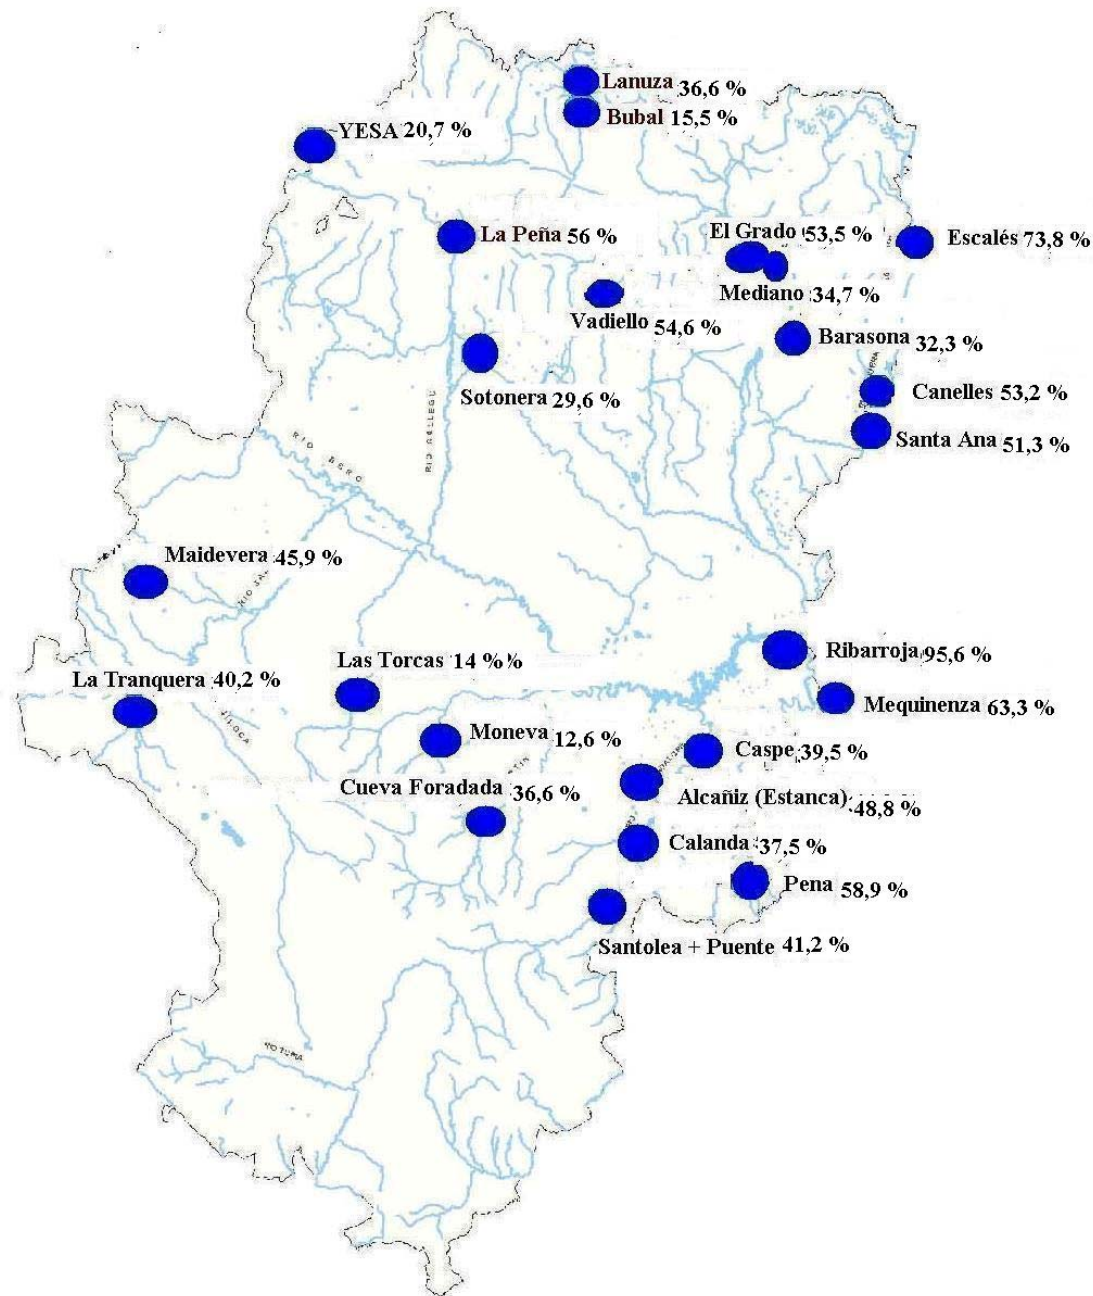 Lanuza 36,6 %
Bubal 15,5 %
YESA 20,7 %
La Peña 56 %
El Grado 53,5 %
Escalés 73,8 %
Mediano 34,7 %
Vadiello 54,6 %
Barasona 32,3 %
Sotonera 29,6 %
Canelles 53,2 %
Santa Ana 51,3 %
RIO GALLEGO
Maidevera 45,9 %
Las Torcas 14 %%
Ribarroja 95,6 %
La Tranquera 40,2 %
Mequinenza 63,3 %
Moneva 12,6 %
Caspe 39,5 %
JILOCA
Cueva Foradada 36,6 %
Alcañiz (Estanca) 48,8 %
Calanda 37,5 %
Pena 58,9 %
Santolea + Puente 41,2 %